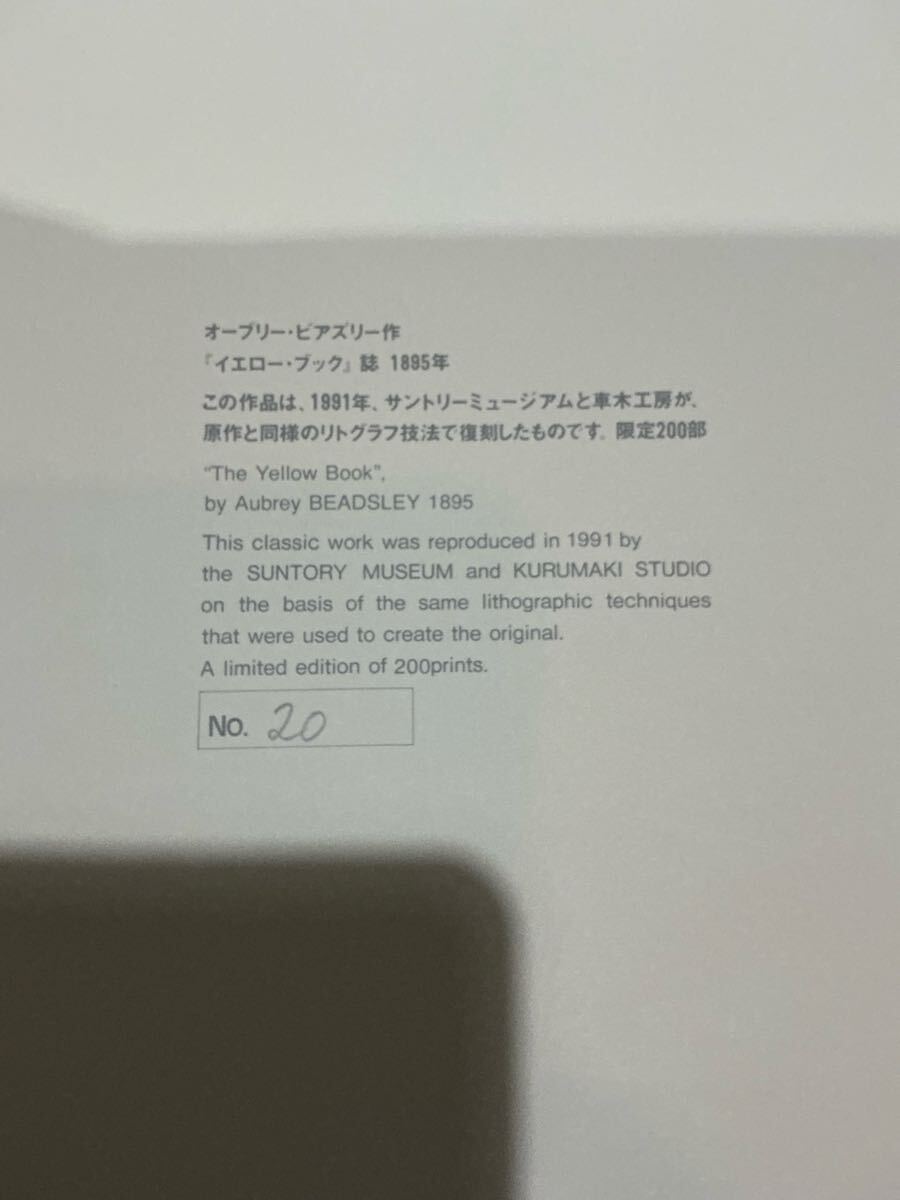 オーブリー・ビアズリー作
『イエロー・ブック』誌 1895年
この作品は、1991年、サントリーミュージアムと車木工房が、
原作と同様のリトグラフ技法で復刻したものです。限定200部
"The Yellow Book",
by Aubrey BEADSLEY 1895
This classic work was reproduced in 1991 by
the SUNTORY MUSEUM and KURUMAKI STUDIO
on the basis of the same lithographic techniques
that were used to create the original.
A limited edition of 200prints.
No. 20